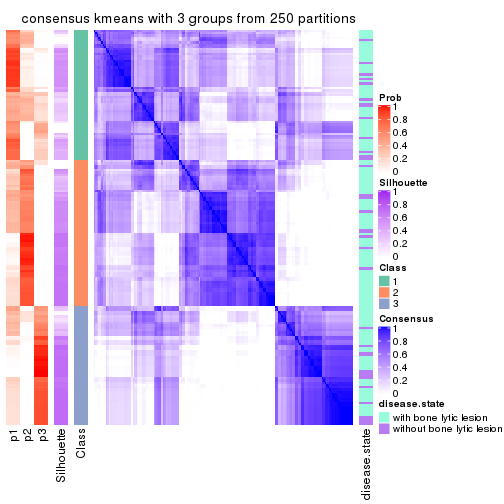 consensus kmeans with 3 groups from 250 partitions
Prob
1
0.8
0.6
0.4
0.2
0
Silhouette
1
0.8
0.6
0.4
0.2
0
Class
1
2
3
Consensus
1
0.8
0.6
0.4
0.2
0
disease.state
with bone lytic lesion
without bone lytic lesion
p1
p2
p3
Silhouette
Class
disease.state